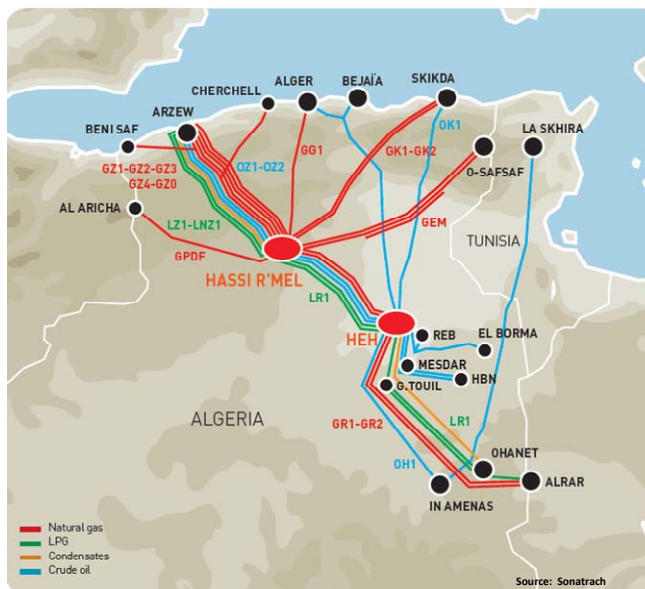 CHERCHELL
ALGER
BEJAÏA
SKIKDA
ARZEW
BENI SAF
LA SKHIRA
OK1
GZ1-GZ2-GZ3
GZ4-GZ0
OZ1-OZ2
GG1
GK1-GK2
O-SAFSAF
AL ARICHA
LZ1-LNZ1
GEM
TUNISIA
GPDF
HASSI R'MEL
LR1
HEH
REB
EL BORMA
MESDAR
HBN
G.TOUIL
ALGERIA
GR1-GR2
LR1
OH1
OHANET
IN AMENAS
ALRAR
Natural gas
LPG
Condensates
Crude oil
Source: Sonatrach